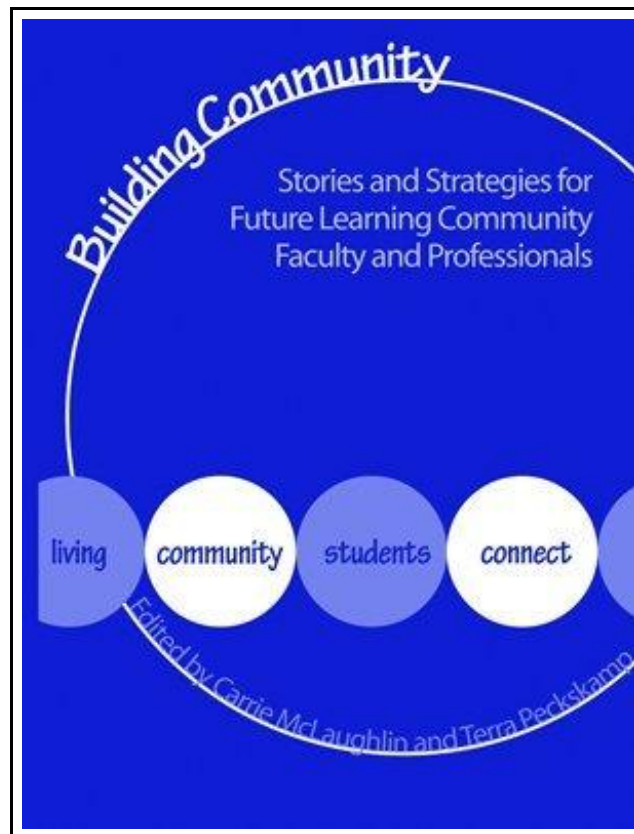 Building Community
Stories and Strategies for
Future Learning Community
Faculty and Professionals
living community students connect
Edited by Carrie McLaughlin and Terra Peckskamp